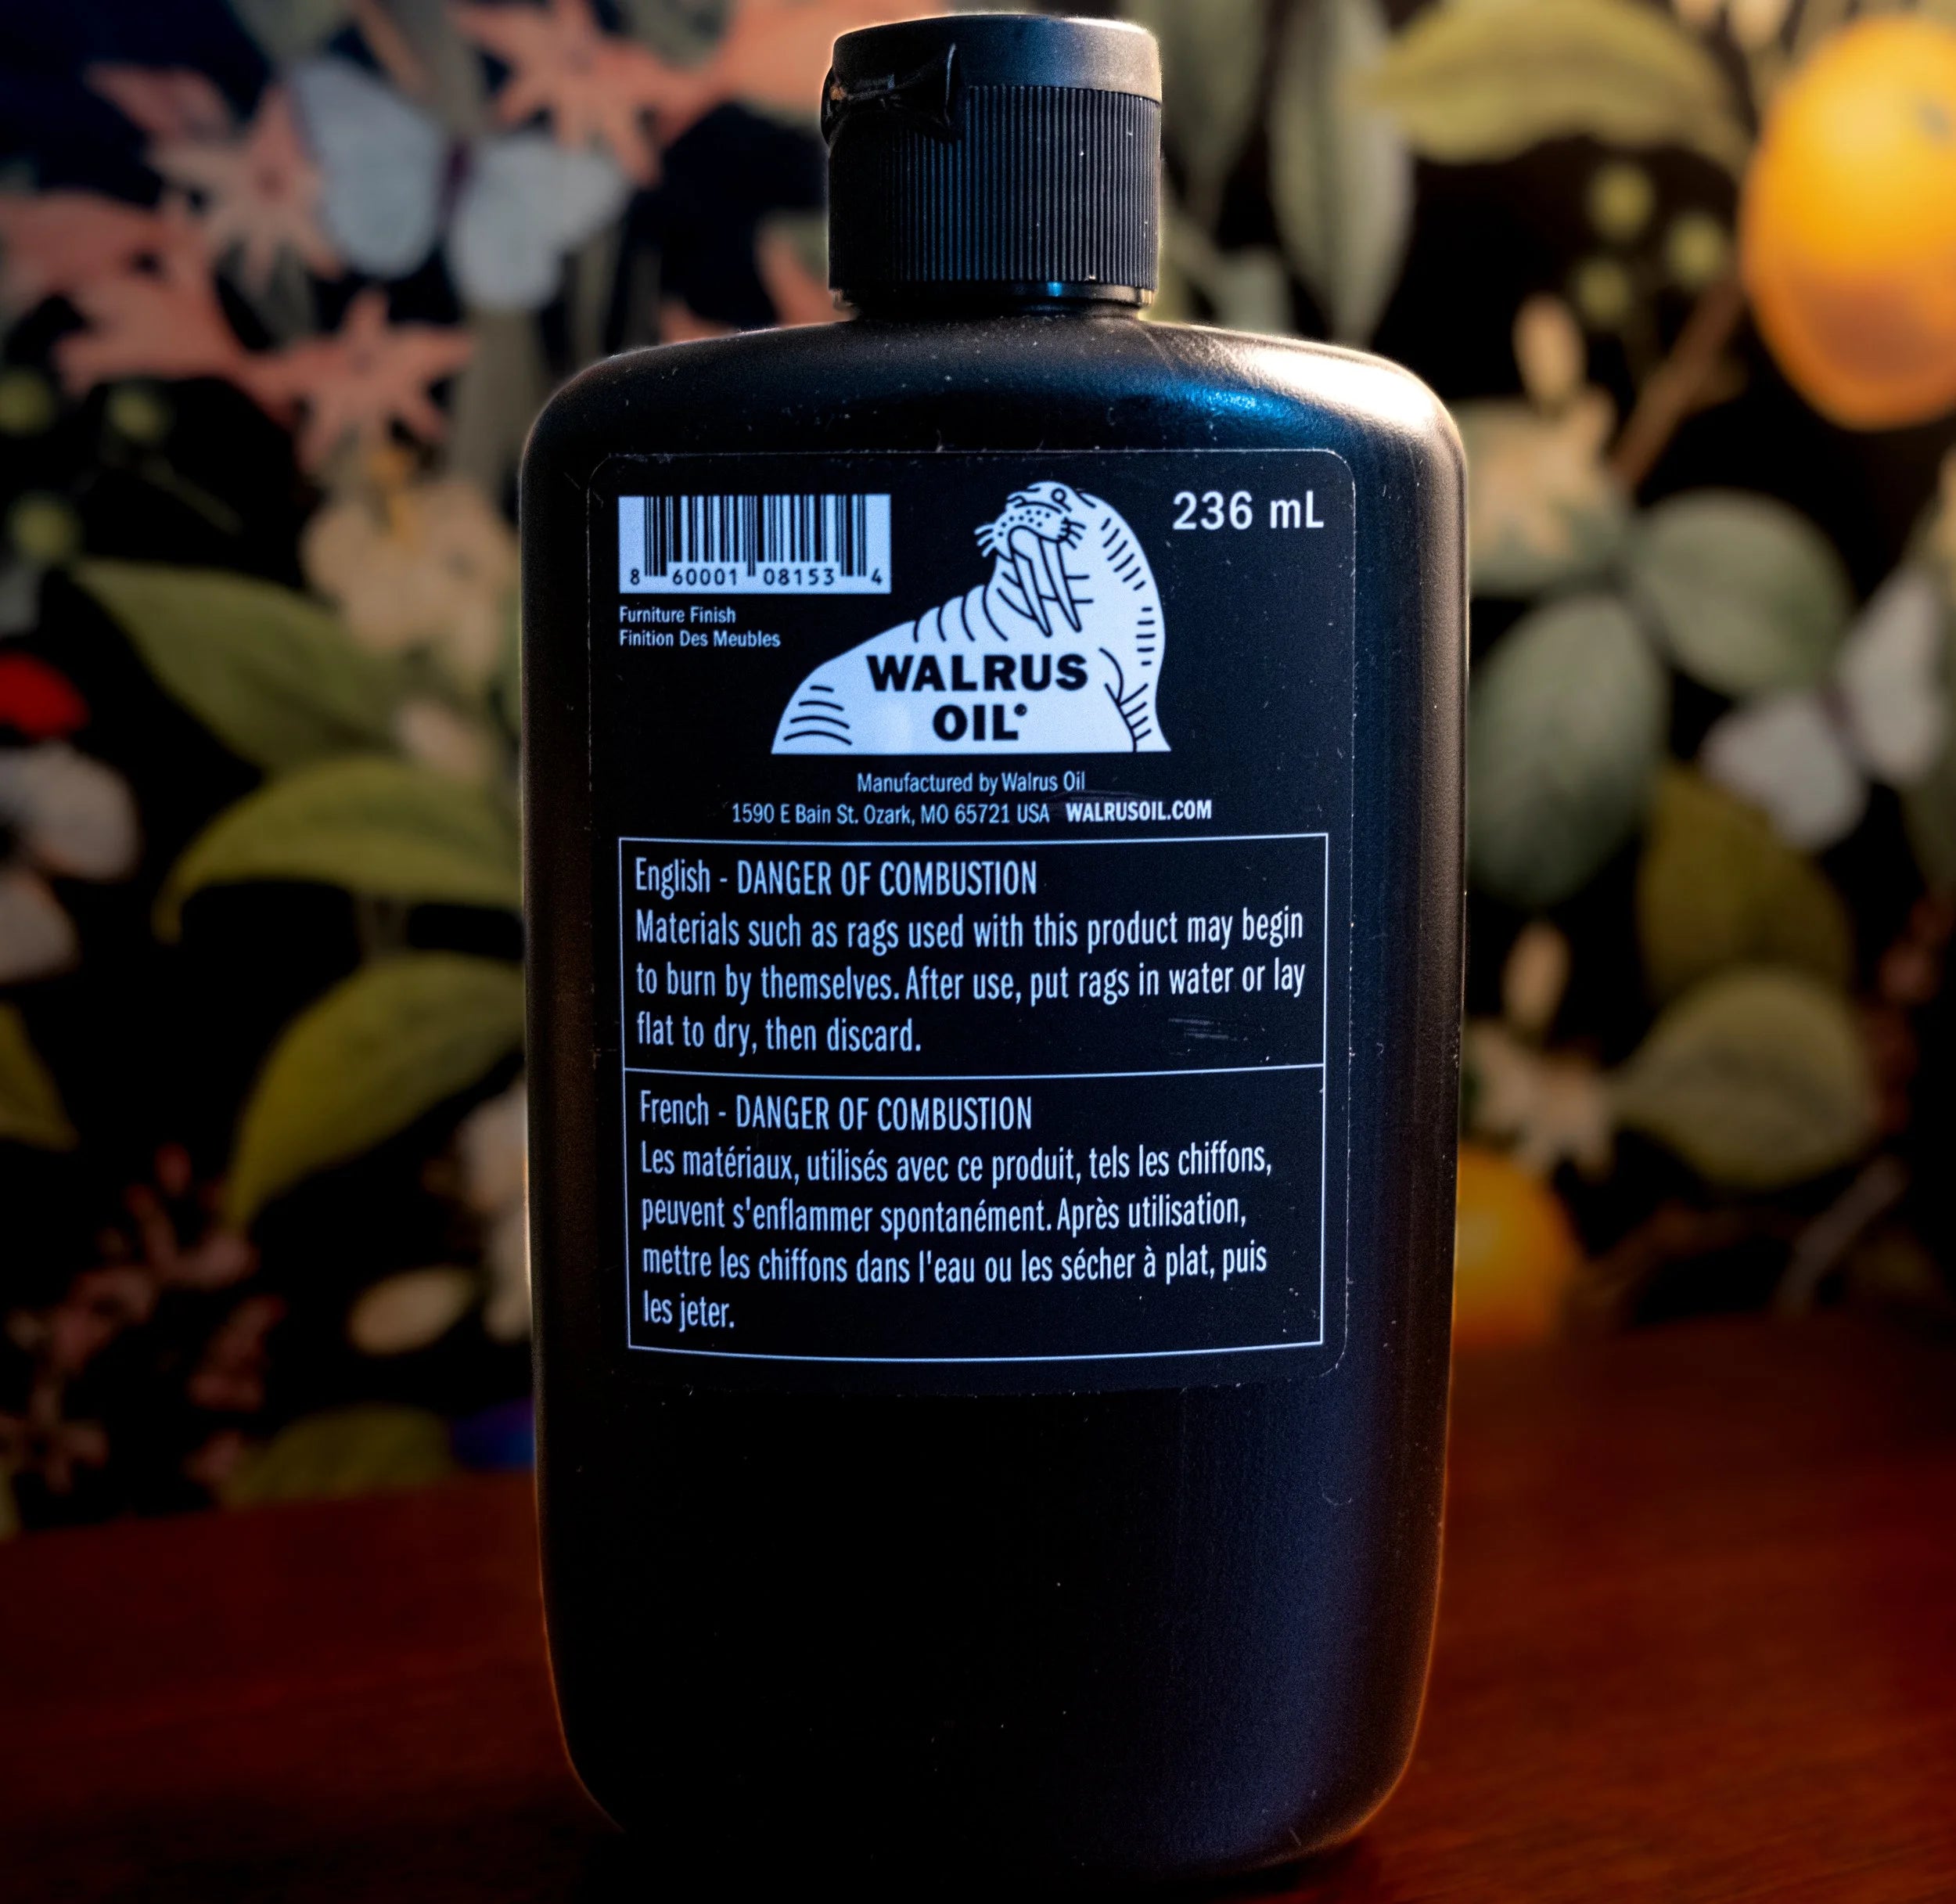 236 mL
8 60001 08153 4
Furniture Finish
Finition Des Meubles
WALRUS
OIL®
Manufactured by Walrus Oil
1590 E Bain St. Ozark, MO 65721 USA WALRUSOIL.COM
English - DANGER OF COMBUSTION
Materials such as rags used with this product may begin
to burn by themselves. After use, put rags in water or lay
flat to dry, then discard.
French - DANGER OF COMBUSTION
Les matériaux, utilisés avec ce produit, tels les chiffons,
peuvent s'enflammer spontanément. Après utilisation,
mettre les chiffons dans l'eau ou les sécher à plat, puis
les jeter.